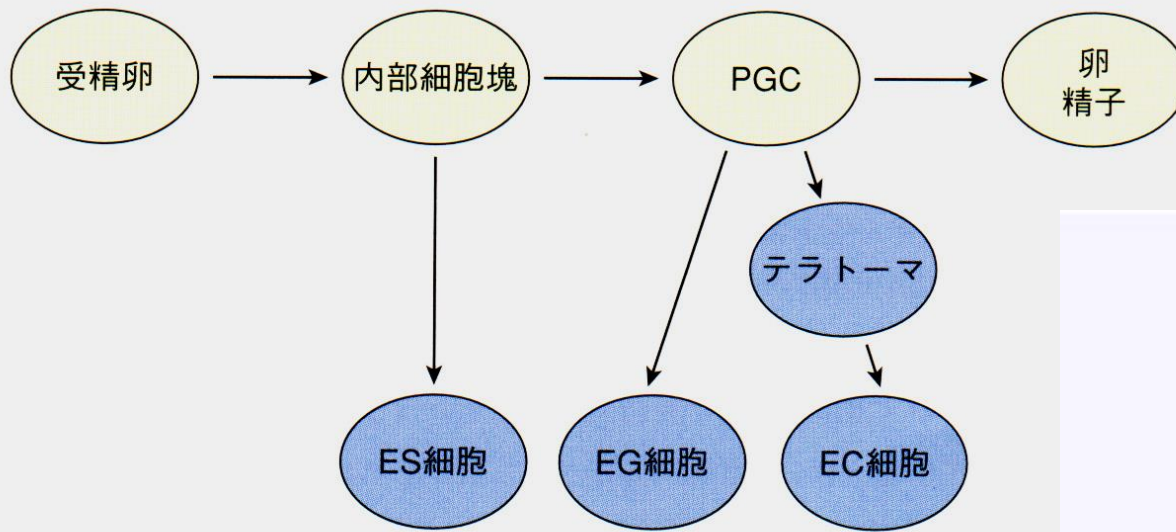 受精卵
内部細胞塊
PGC
卵
精子
テラトーマ
ES細胞
EG細胞
EC細胞